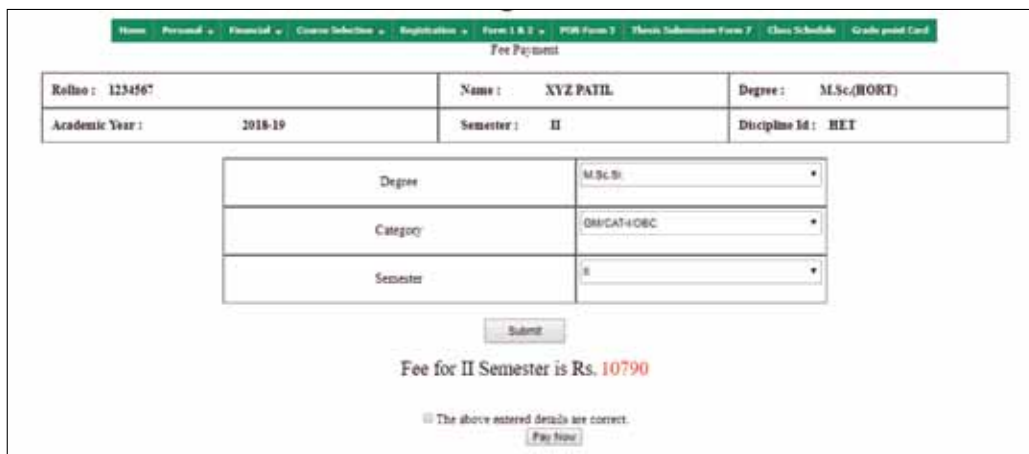 Home Personal Financial Course Selection Registration Form 1 & 2 POR Form 3 Thesis Submission Form 7 Class Schedule Grade point Card
Fee Payment
Rollno : 1234567 Name : XYZ PATIL Degree : M.Sc.(HORT)
Academic Year : 2018-19 Semester : II Discipline Id : HET
Degree M.Sc.Sr.
Category GM/CAT-I/OBC
Semester II
Submit
Fee for II Semester is Rs. 10790
The above entered details are correct.
Pay Now